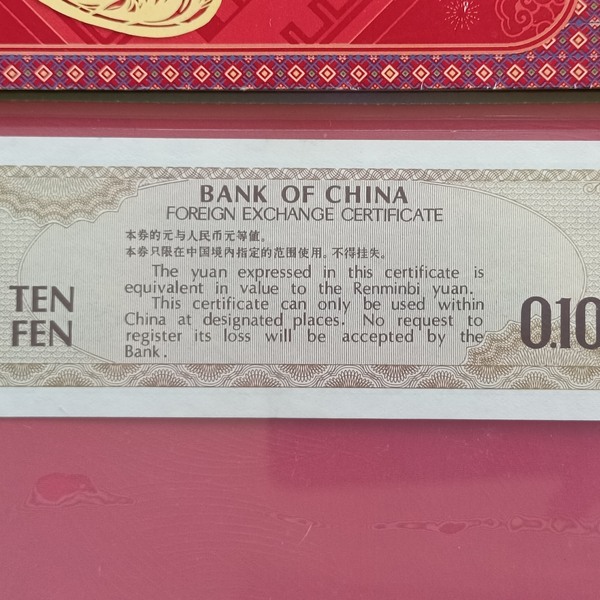 BANK OF CHINA
FOREIGN EXCHANGE CERTIFICATE
本券的元与人民币元等值。
本券只限在中国境内指定的范围使用。不得挂失。
The yuan expressed in this certificate is
equivalent in value to the Renminbi yuan.
This certificate can only be used within
China at designated places. No request to
register its loss will be accepted by the
Bank.
TEN
FEN
0.10